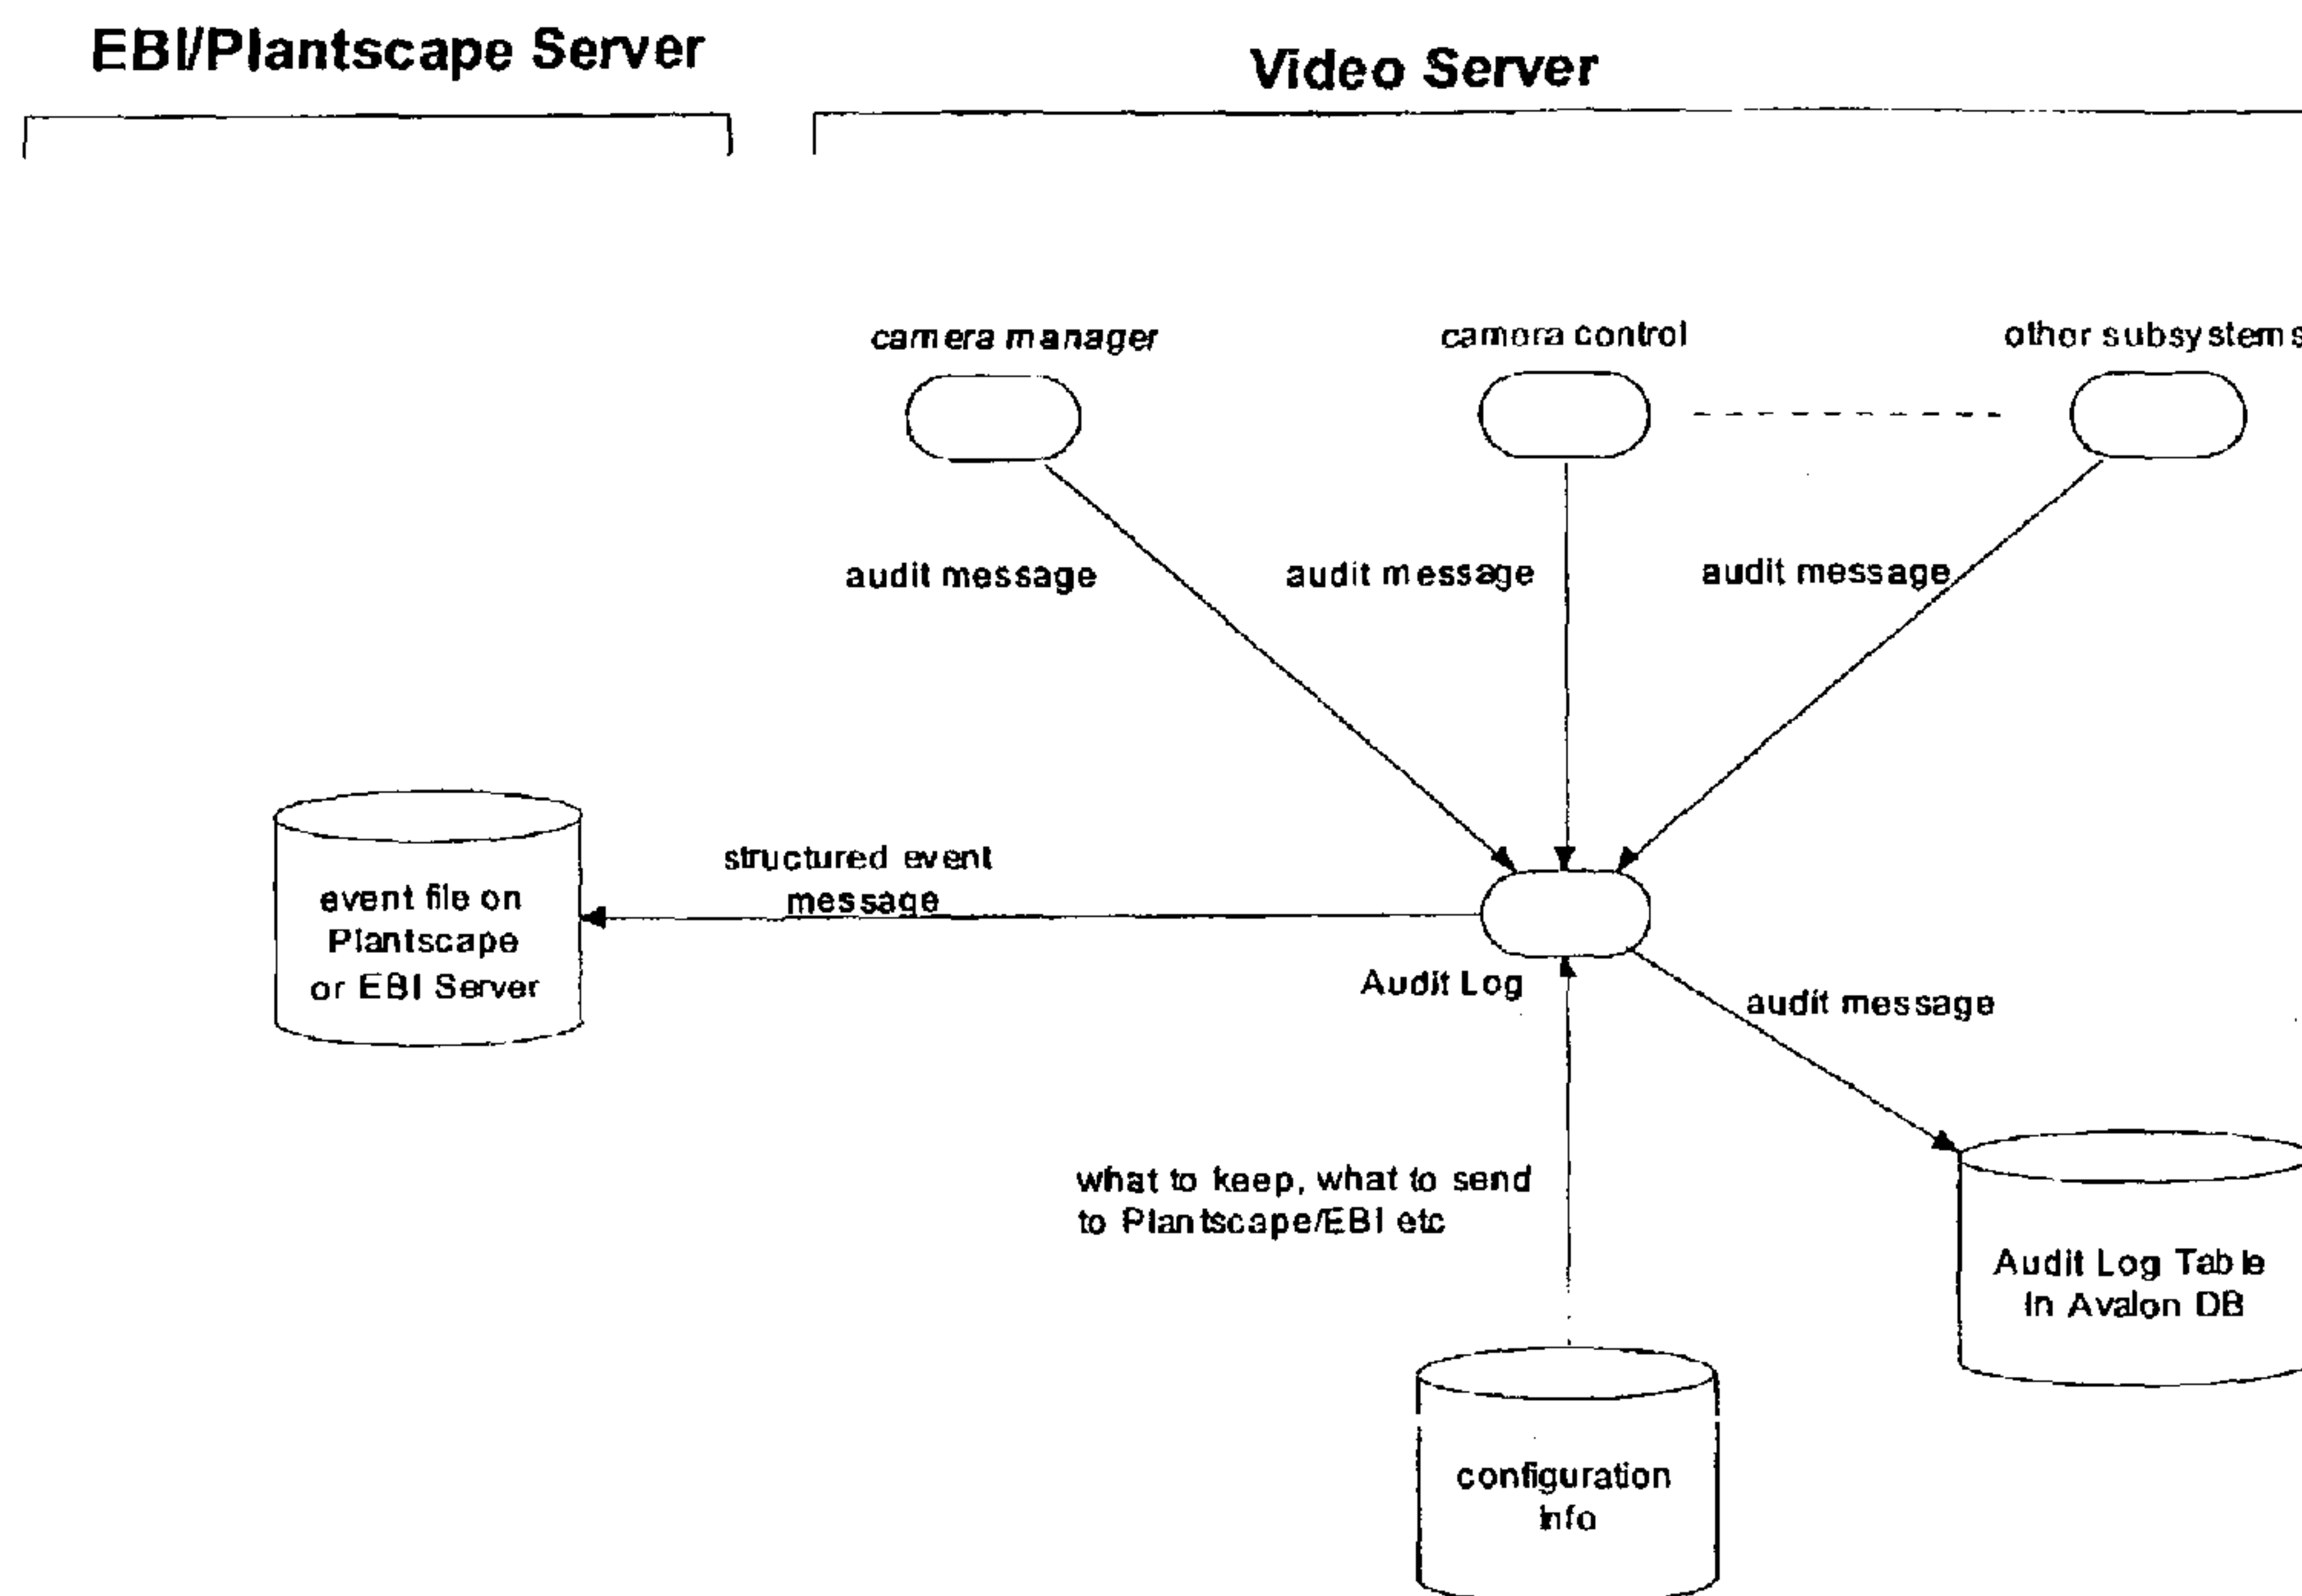 EBI/Plantscape Server
Video Server
camera manager
camera control
other subsystems
audit message
audit message
audit message
structured event
message
event file on
Plantscape
or EBI Server
Audit Log
audit message
what to keep, what to send
to Plantscape/EBI etc
Audit Log Table
in Avalon DB
configuration
info